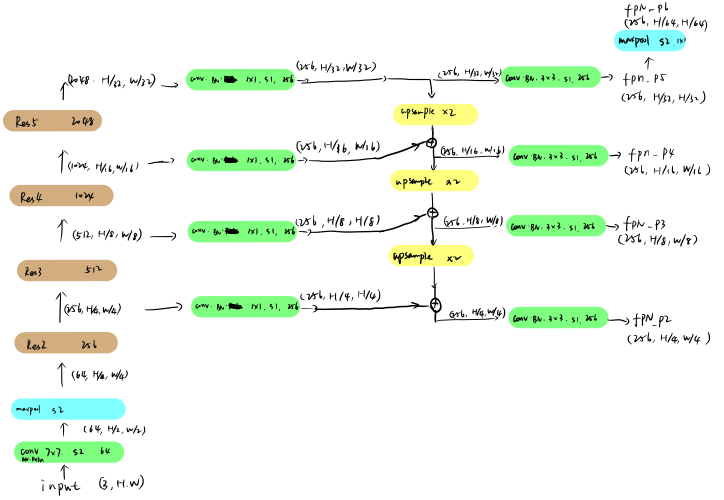 fpN_p6
(256, H/64, H/64)
maxpool s2 1x1
fpn_p5
(256, H/32, H/32)
(2048. H/32, W/32)
conv. BN. 1x1, s1, 256
(256, H/32, W/32)
(256, H/32, W/32)
conv. BN. 3x3. s1, 256
upsample x2
Res5 2048
(1024, H/16, W/16)
conv. BN. 1x1, s1, 256
(256, H/16, W/16)
(256, H/16, W/16)
conv. BN. 3x3. s1, 256
fpn_p4
(256, H/16, W/16)
upsample x2
Res4 1024
(512, H/8, W/8)
conv. BN. 1x1, s1, 256
(256, H/8, H/8)
(256, H/8, W/8)
conv. BN. 3x3. s1, 256
fpN_p3
(256, H/8, W/8)
upsample x2
Res3 512
(256, H/4, W/4)
conv. BN. 1x1, s1, 256
(256, H/4, H/4)
(256, H/4, W/4)
conv. BN. 3x3. s1, 256
fpN_p2
(256, H/4, W/4)
Res2 256
(64, H/4, W/4)
maxpool s2
(64, H/2, W/2)
conv 7x7. s2 64
BN. Relu
input (3, H.W)